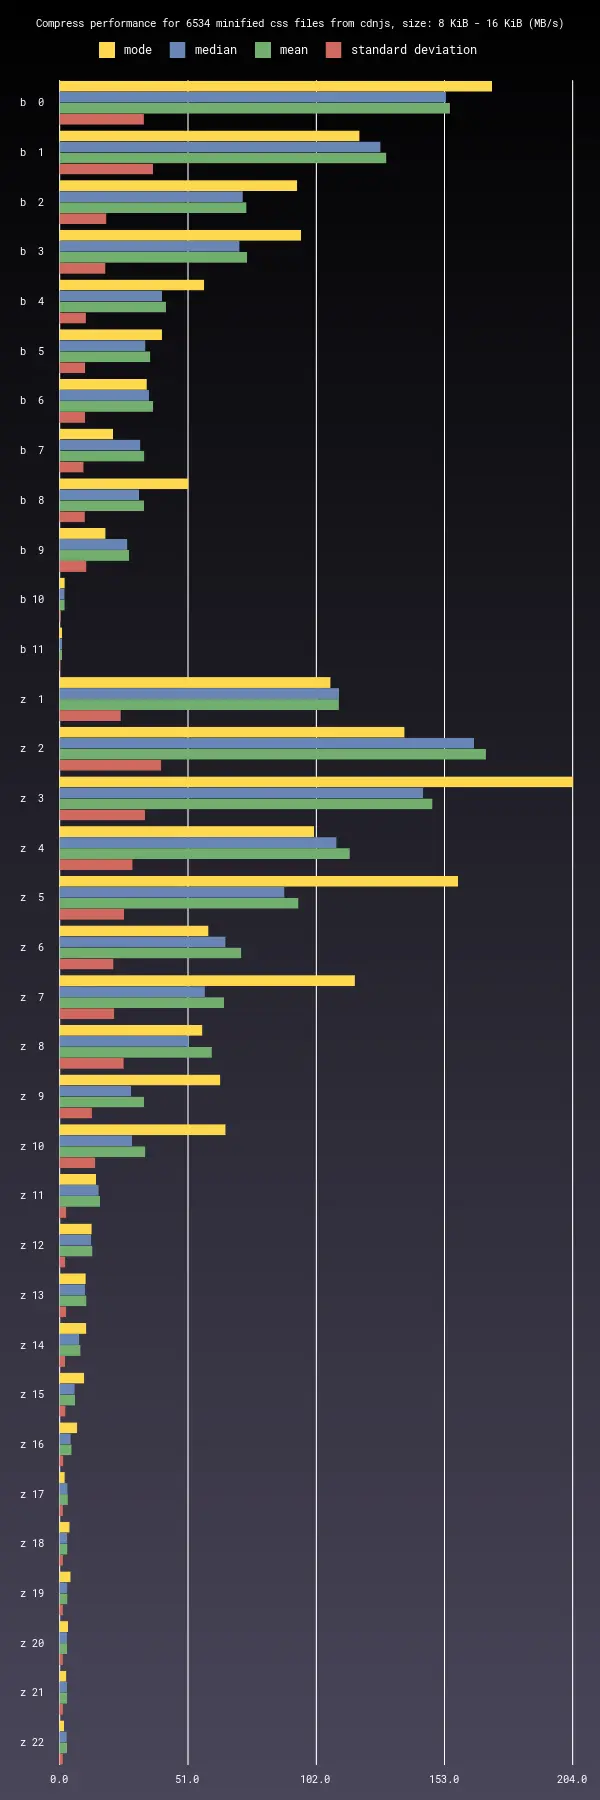 Compress performance for 6534 minified css files from cdnjs, size: 8 KiB - 16 KiB (MB/s)
mode median mean standard deviation
b 0
b 1
b 2
b 3
b 4
b 5
b 6
b 7
b 8
b 9
b 10
b 11
z 1
z 2
z 3
z 4
z 5
z 6
z 7
z 8
z 9
z 10
z 11
z 12
z 13
z 14
z 15
z 16
z 17
z 18
z 19
z 20
z 21
z 22
0.0 51.0 102.0 153.0 204.0